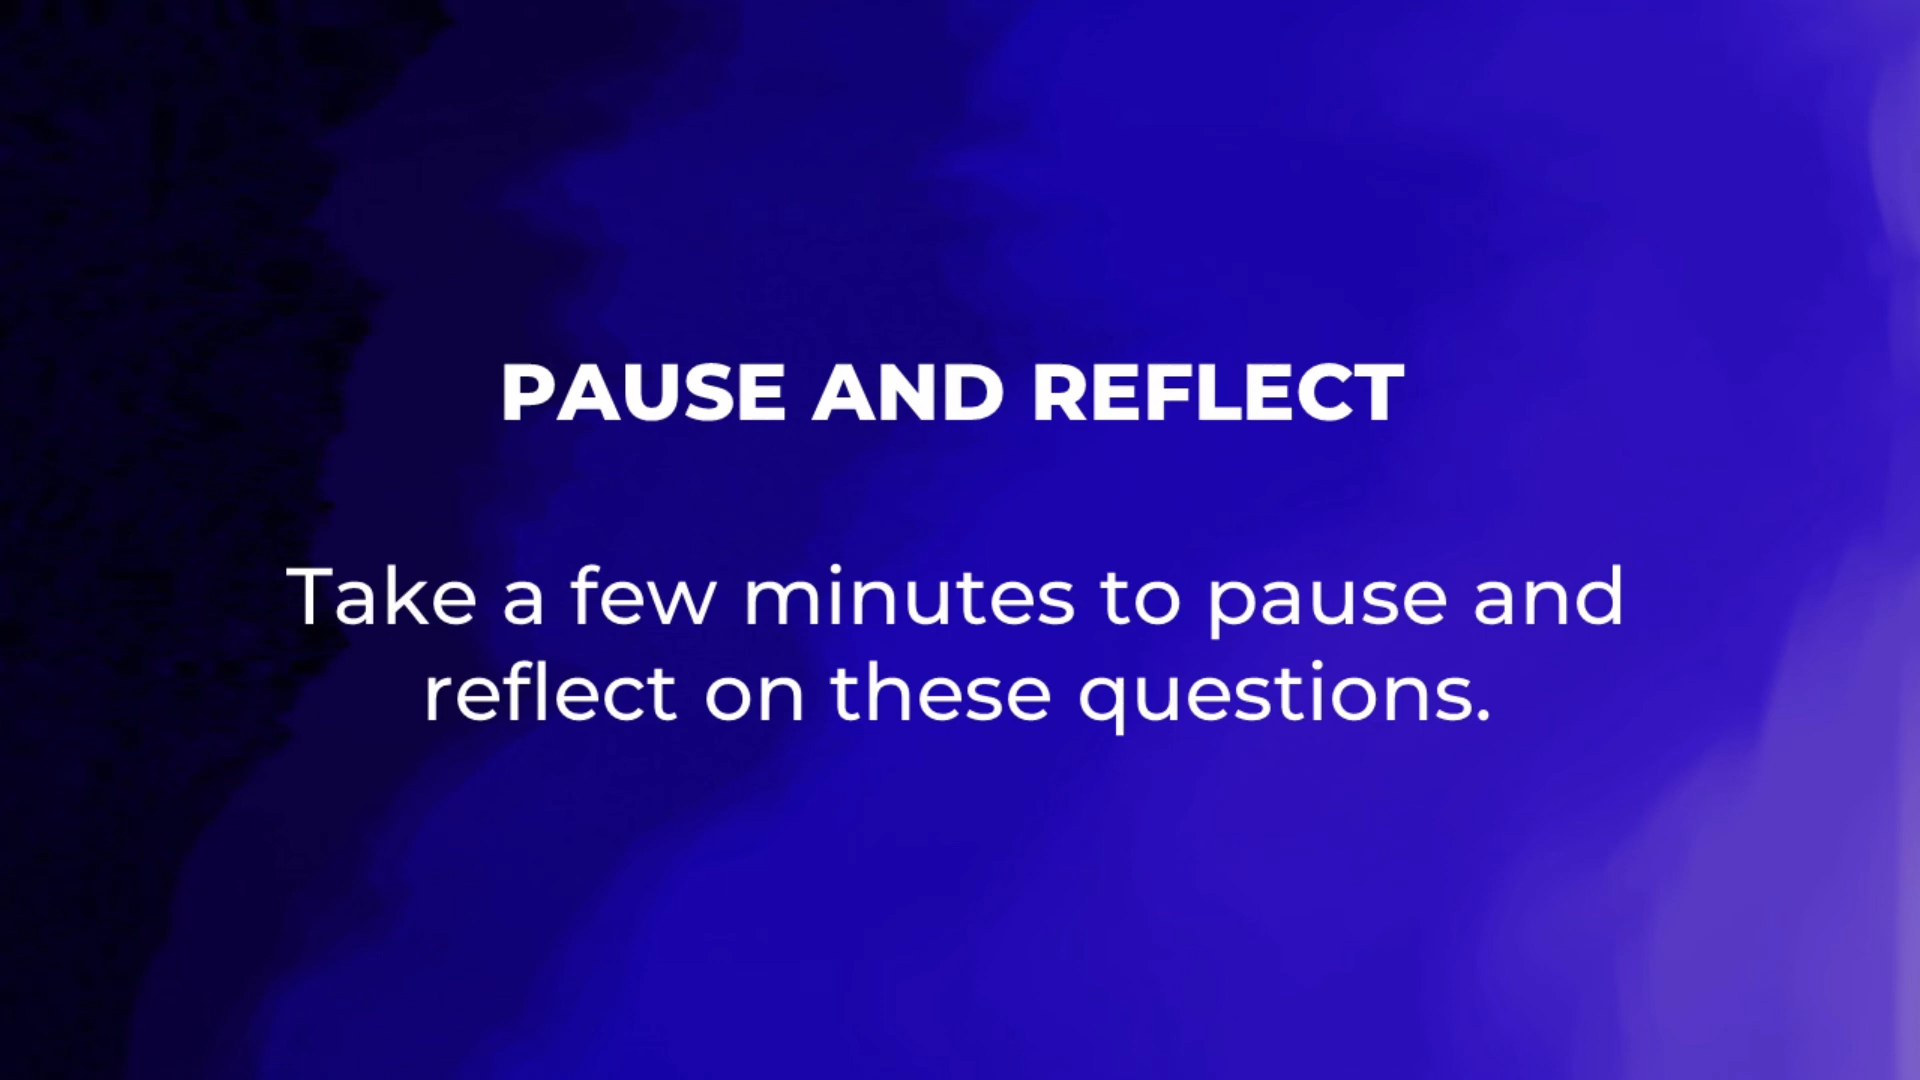 PAUSE AND REFLECT
Take a few minutes to pause and
reflect on these questions.